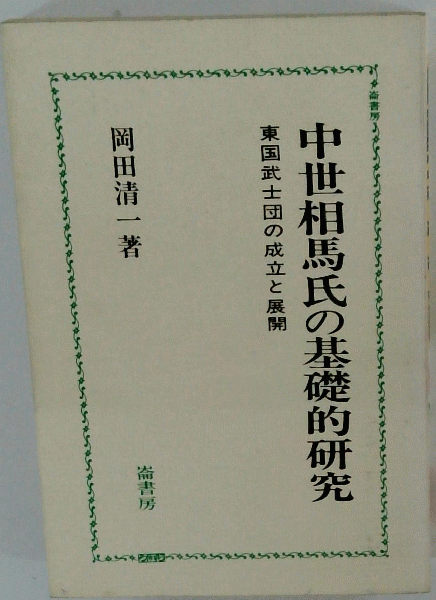 崙書房
中世相馬氏の基礎的研究
東国武士団の成立と展開
岡田清一著
崙書房